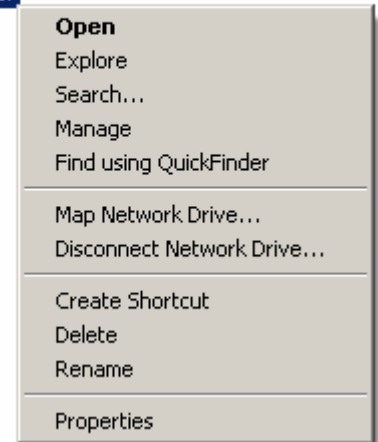 Open
Explore
Search...
Manage
Find using QuickFinder
Map Network Drive...
Disconnect Network Drive...
Create Shortcut
Delete
Rename
Properties